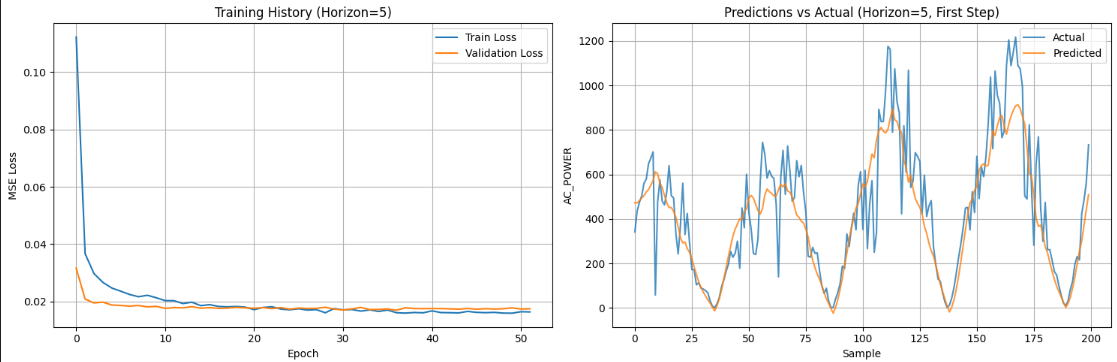 Training History (Horizon=5)
Train Loss
Validation Loss
MSE Loss
0.10
0.08
0.06
0.04
0.02
0 10 20 30 40 50
Epoch
Predictions vs Actual (Horizon=5, First Step)
Actual
Predicted
AC_POWER
1200
1000
800
600
400
200
0
0 25 50 75 100 125 150 175 200
Sample